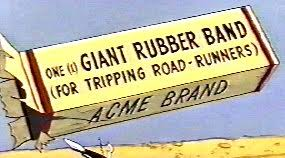 ONE (1) GIANT RUBBER BAND
(FOR TRIPPING ROAD-RUNNERS)
ACME BRAND